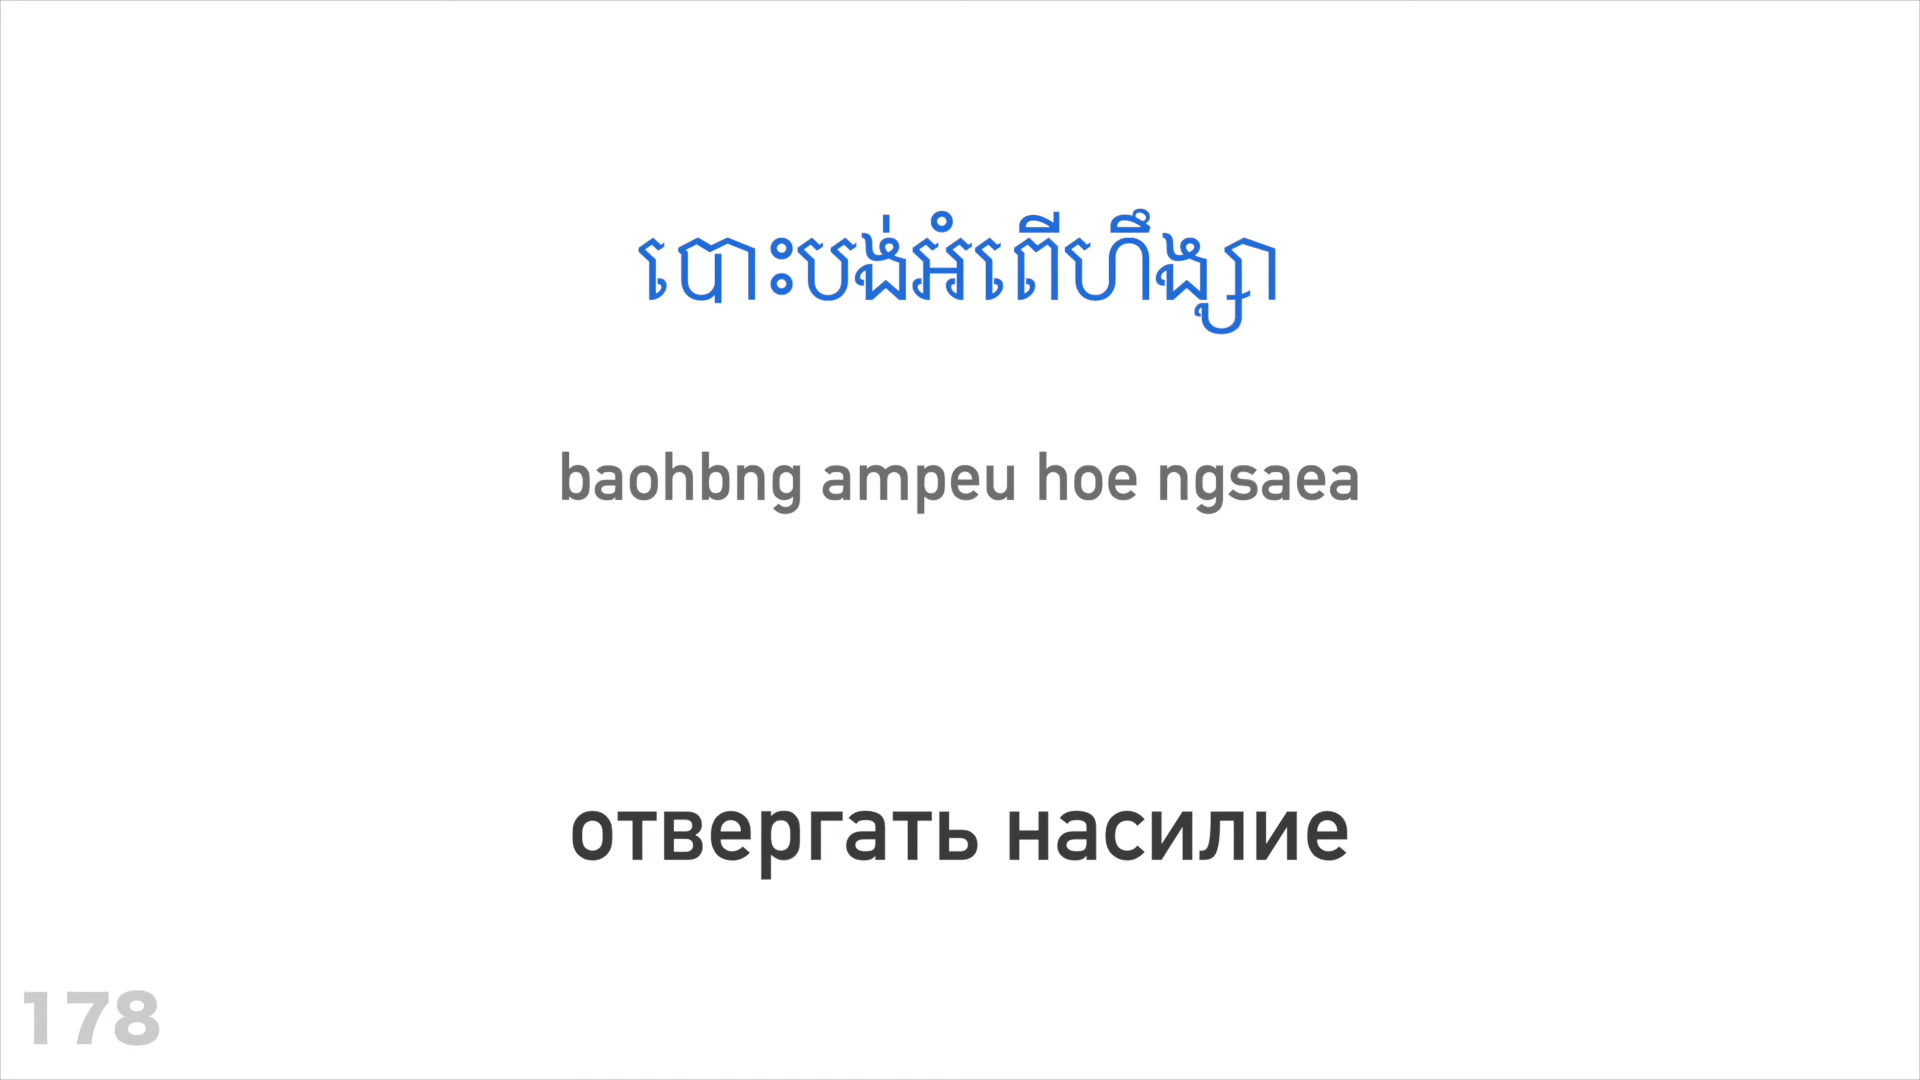 បោះបង់អំពើហឹង្សា
baohbng ampeu hoe ngsaea
отвергать насилие
178